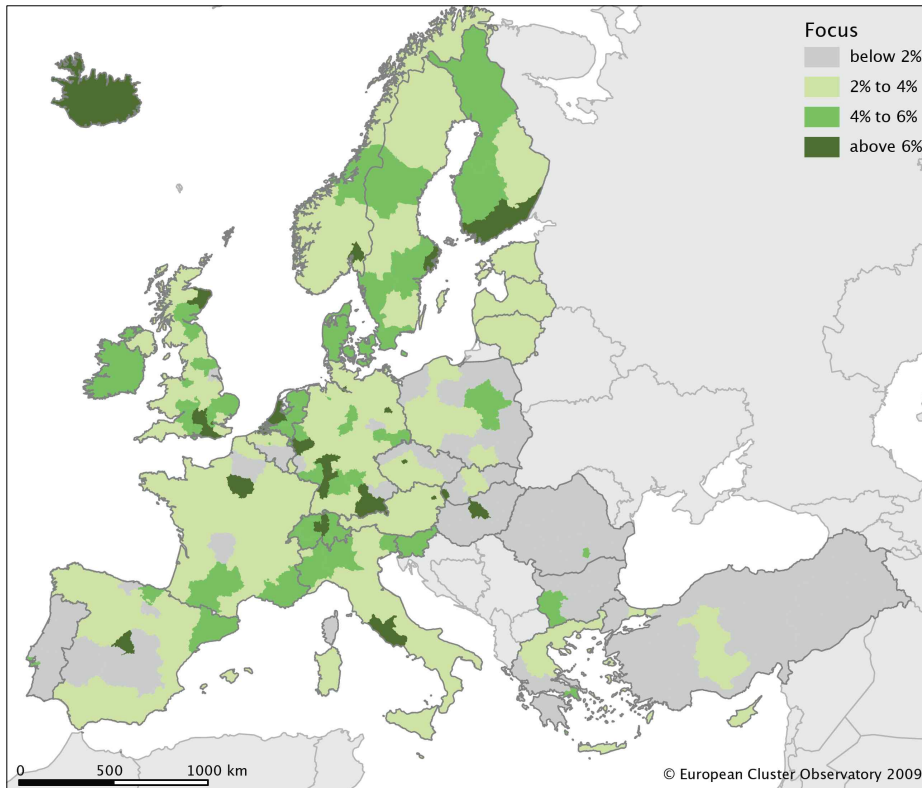 Focus
below 2%
2% to 4%
4% to 6%
above 6%
0 500 1000 km
© European Cluster Observatory 2009